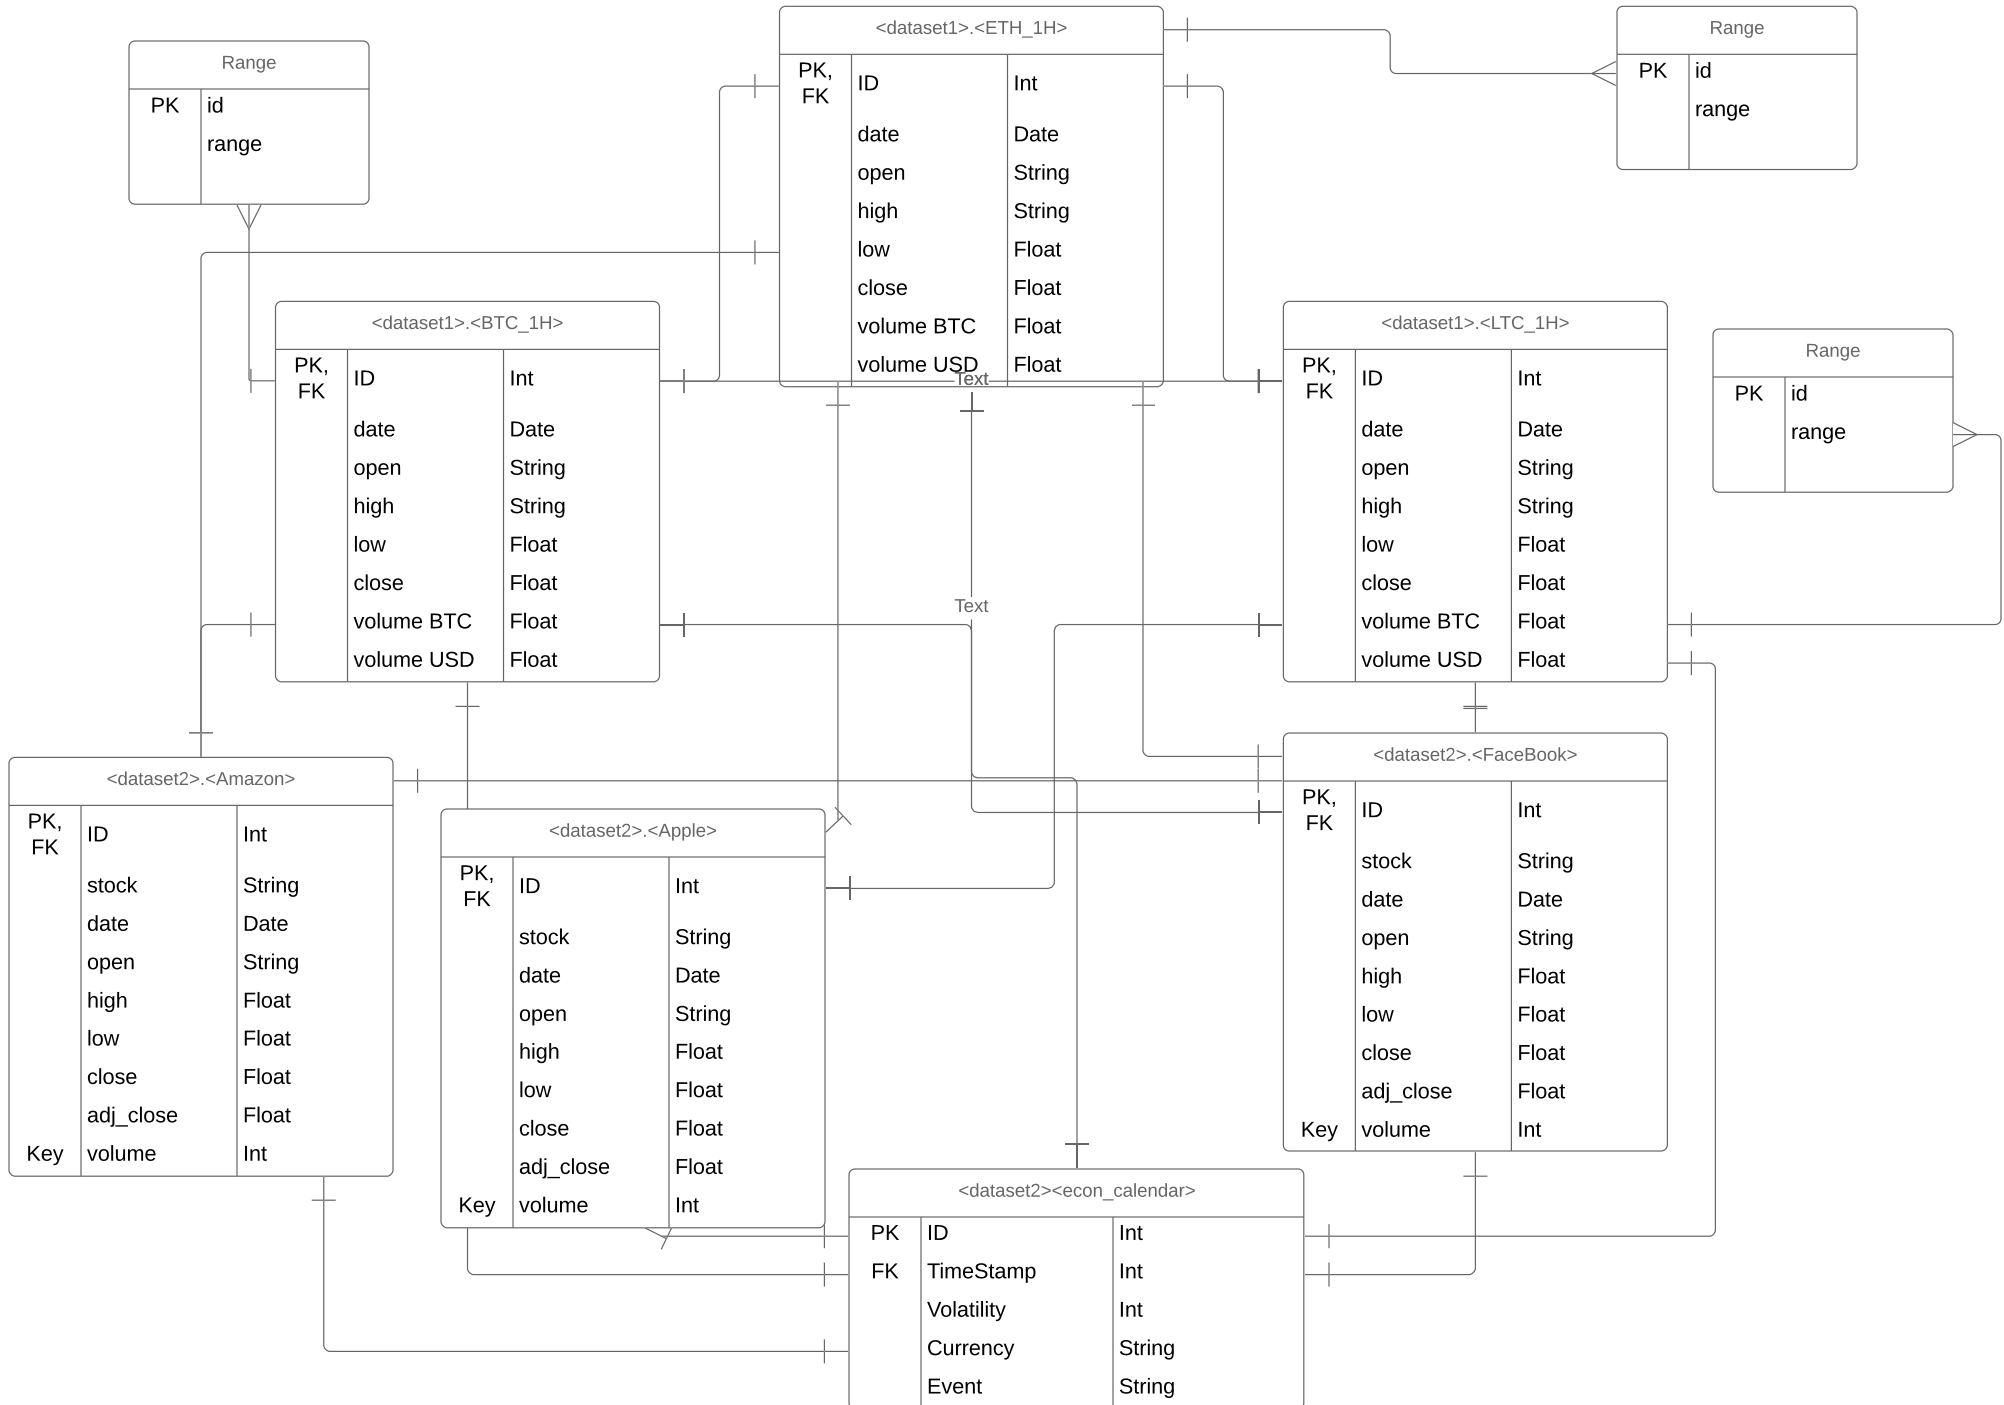 <dataset1>.<ETH_1H>
PK, FK ID Int
date Date
open String
high String
low Float
close Float
volume BTC Float
volume USD Float
Range
PK id
range
Range
PK id
range
<dataset1>.<BTC_1H>
PK, FK ID Int
date Date
open String
high String
low Float
close Float
volume BTC Float
volume USD Float
Text
Text
<dataset1>.<LTC_1H>
PK, FK ID Int
date Date
open String
high String
low Float
close Float
volume BTC Float
volume USD Float
Range
PK id
range
<dataset2>.<Amazon>
PK, FK ID Int
stock String
date Date
open String
high Float
low Float
close Float
adj_close Float
Key volume Int
<dataset2>.<Apple>
PK, FK ID Int
stock String
date Date
open String
high Float
low Float
close Float
adj_close Float
Key volume Int
<dataset2>.<FaceBook>
PK, FK ID Int
stock String
date Date
open String
high Float
low Float
close Float
adj_close Float
Key volume Int
<dataset2><econ_calendar>
PK ID Int
FK TimeStamp Int
Volatility Int
Currency String
Event String